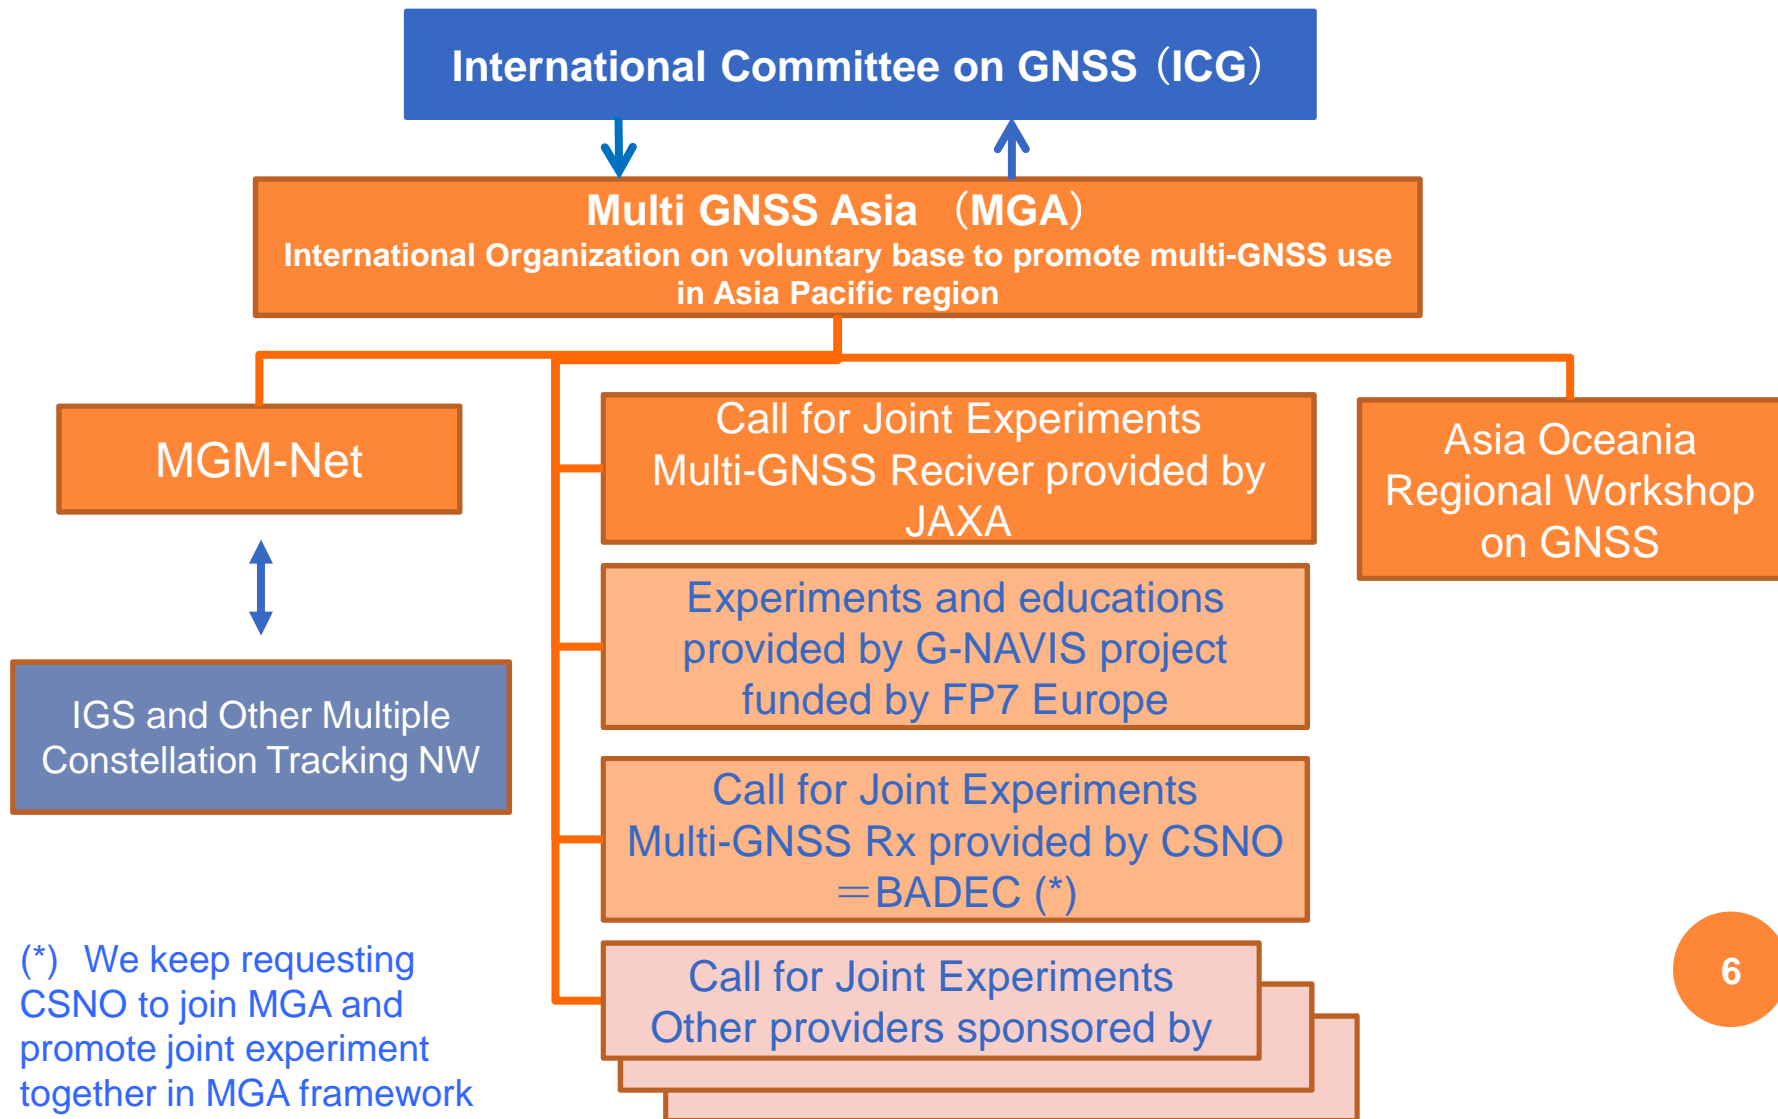 International Committee on GNSS（ICG）
Multi GNSS Asia （MGA）
International Organization on voluntary base to promote multi-GNSS use
in Asia Pacific region
MGM-Net
Call for Joint Experiments
Multi-GNSS Reciver provided by
JAXA
Asia Oceania
Regional Workshop
on GNSS
Experiments and educations
provided by G-NAVIS project
funded by FP7 Europe
IGS and Other Multiple
Constellation Tracking NW
Call for Joint Experiments
Multi-GNSS Rx provided by CSNO
＝BADEC (*)
(*) We keep requesting
CSNO to join MGA and
promote joint experiment
together in MGA framework
Call for Joint Experiments
Other providers sponsored by
6